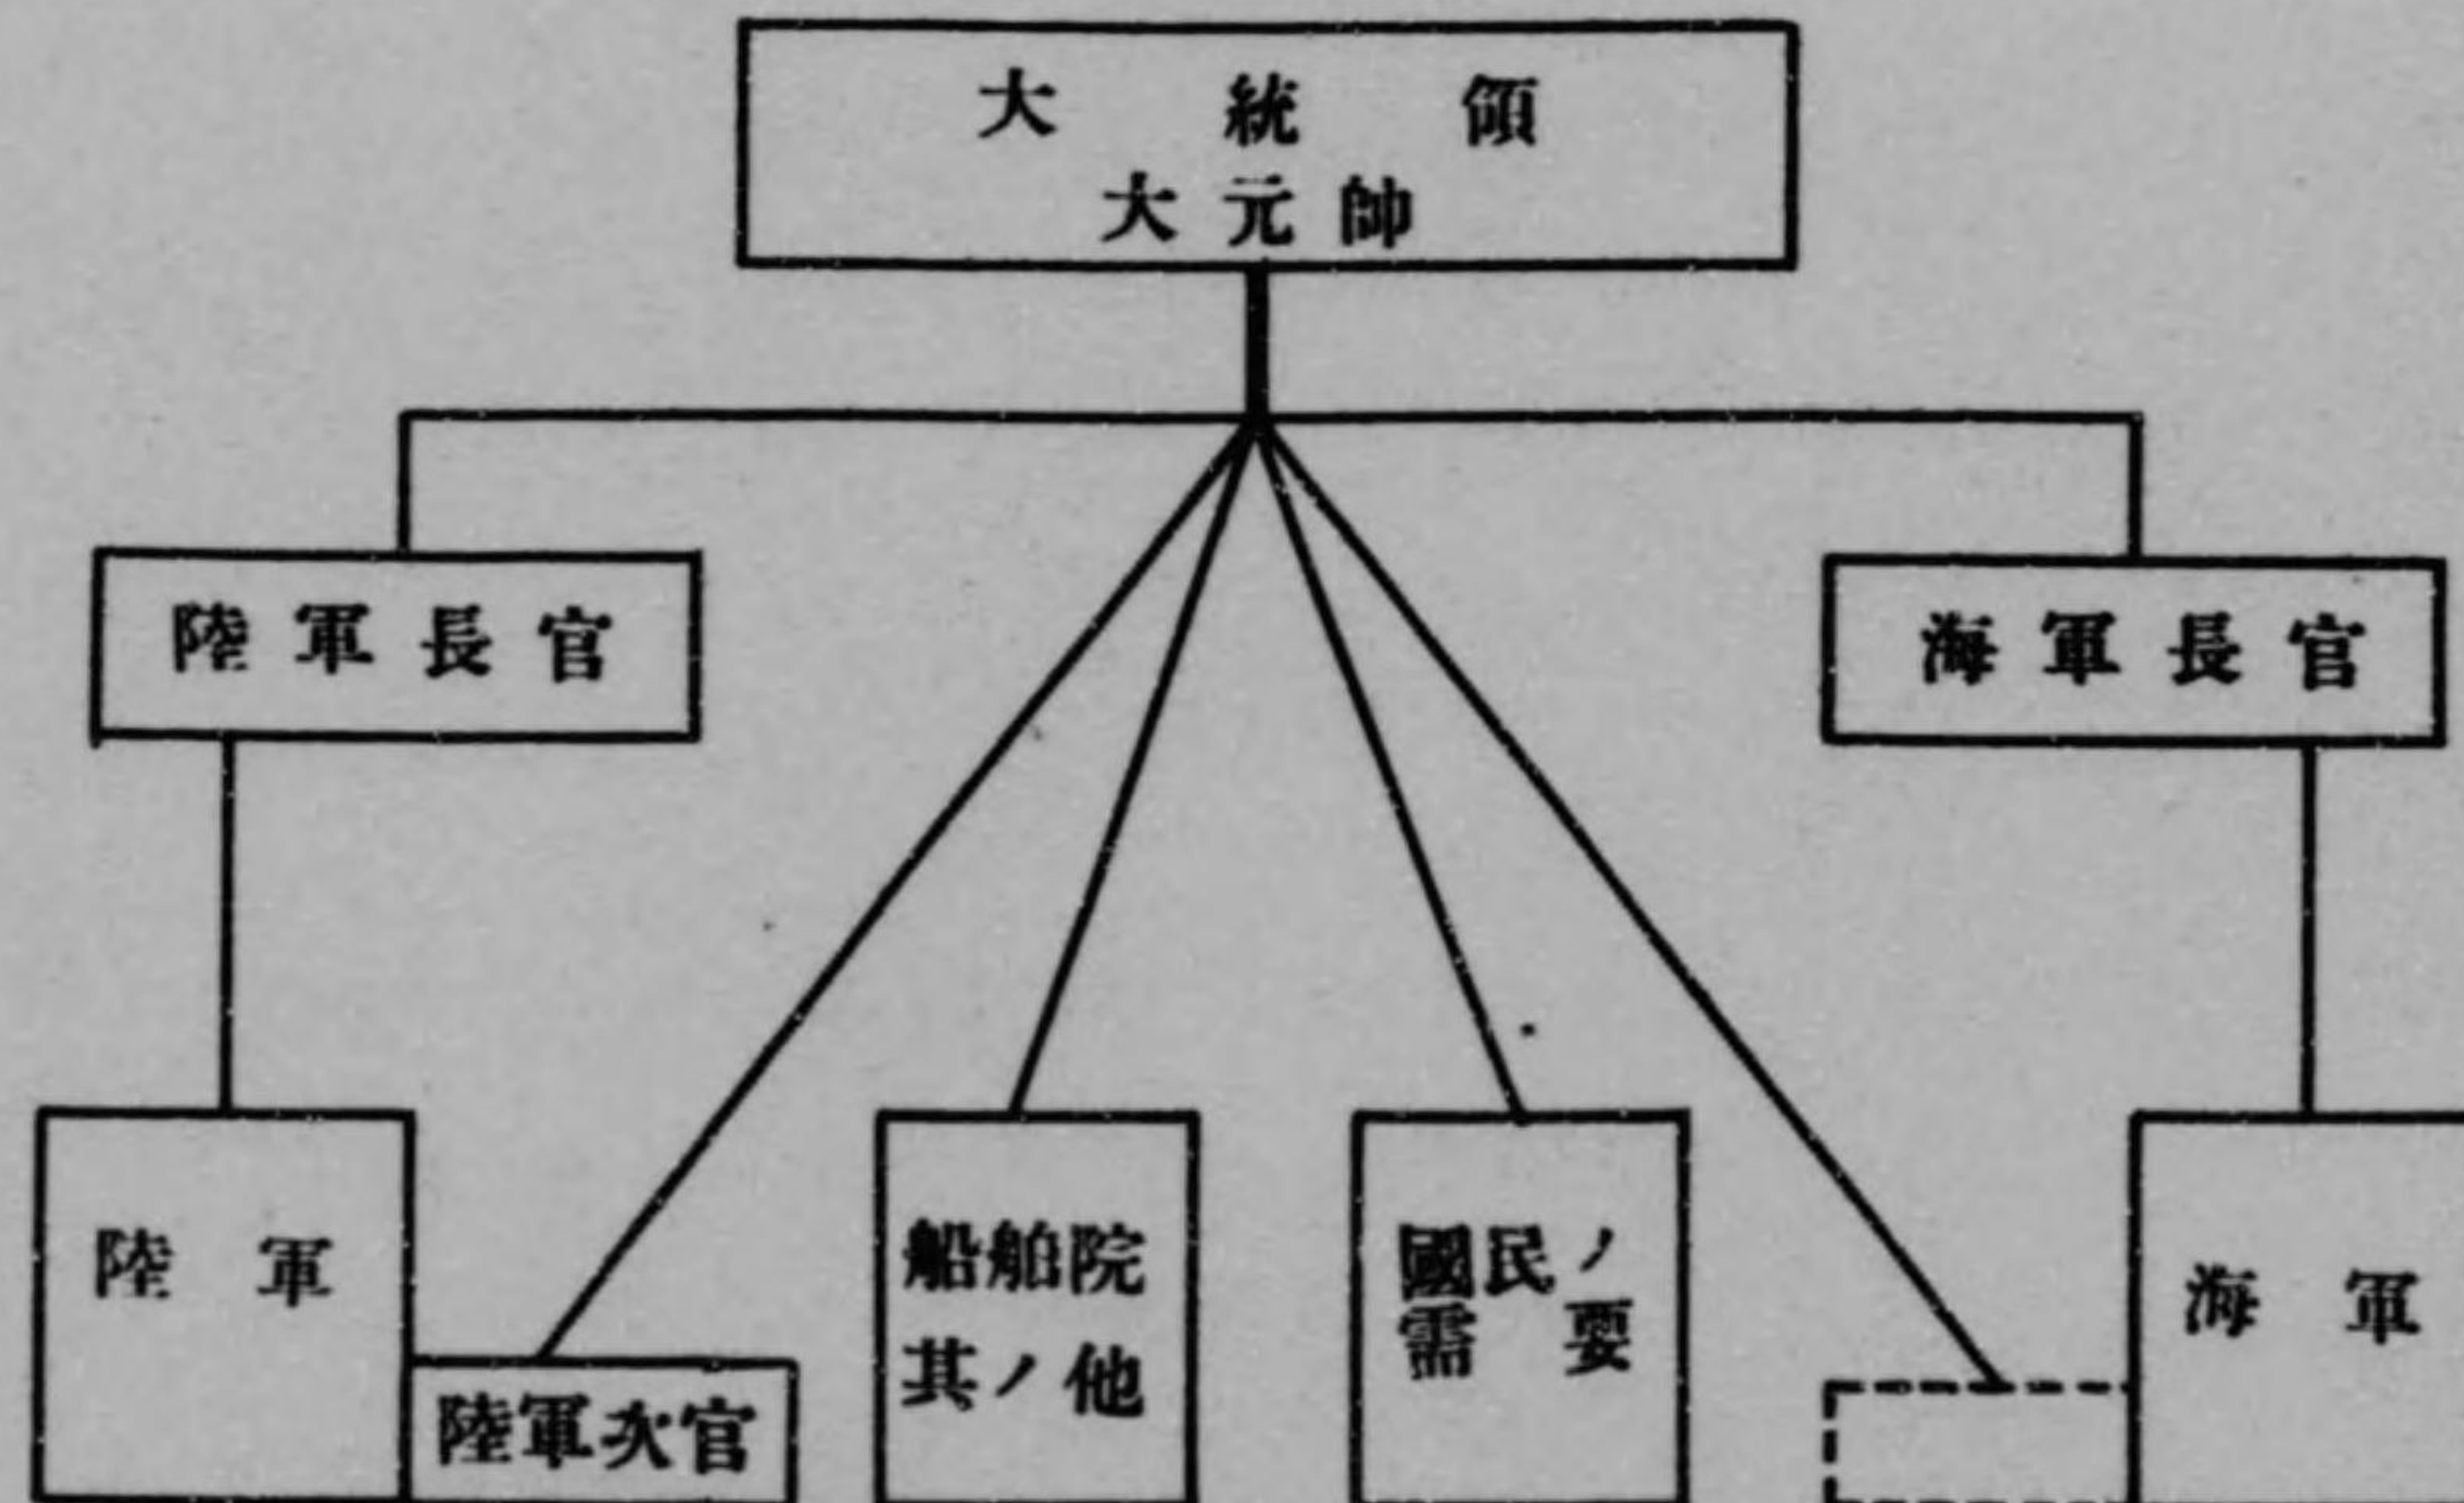 大統領
大元帥
陸軍長官
海軍長官
陸軍
陸軍次官
船舶院
其ノ他
國民ノ
需要
海軍